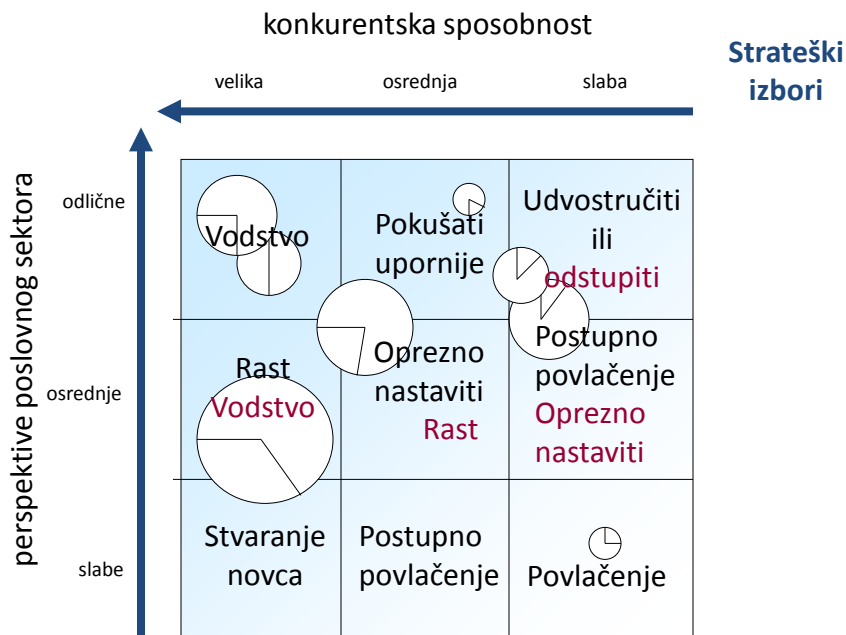 konkurentska sposobnost
Strateški
izbori
velika
osrednja
slaba
perspektive poslovnog sektora
odlične
Vodstvo
Pokušati
upornije
Udvostručiti
ili
odstupiti
osrednje
Rast
Vodstvo
Oprezno
nastaviti
Rast
Postupno
povlačenje
Oprezno
nastaviti
slabe
Stvaranje
novca
Postupno
povlačenje
Povlačenje